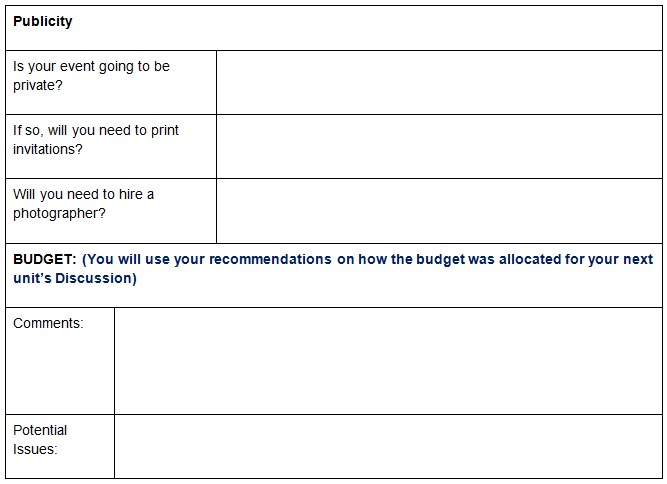 Publicity
Is your event going to be
private?
If so, will you need to print
invitations?
Will you need to hire a
photographer?
BUDGET: (You will use your recommendations on how the budget was allocated for your next
unit’s Discussion)
Comments:
Potential
Issues: